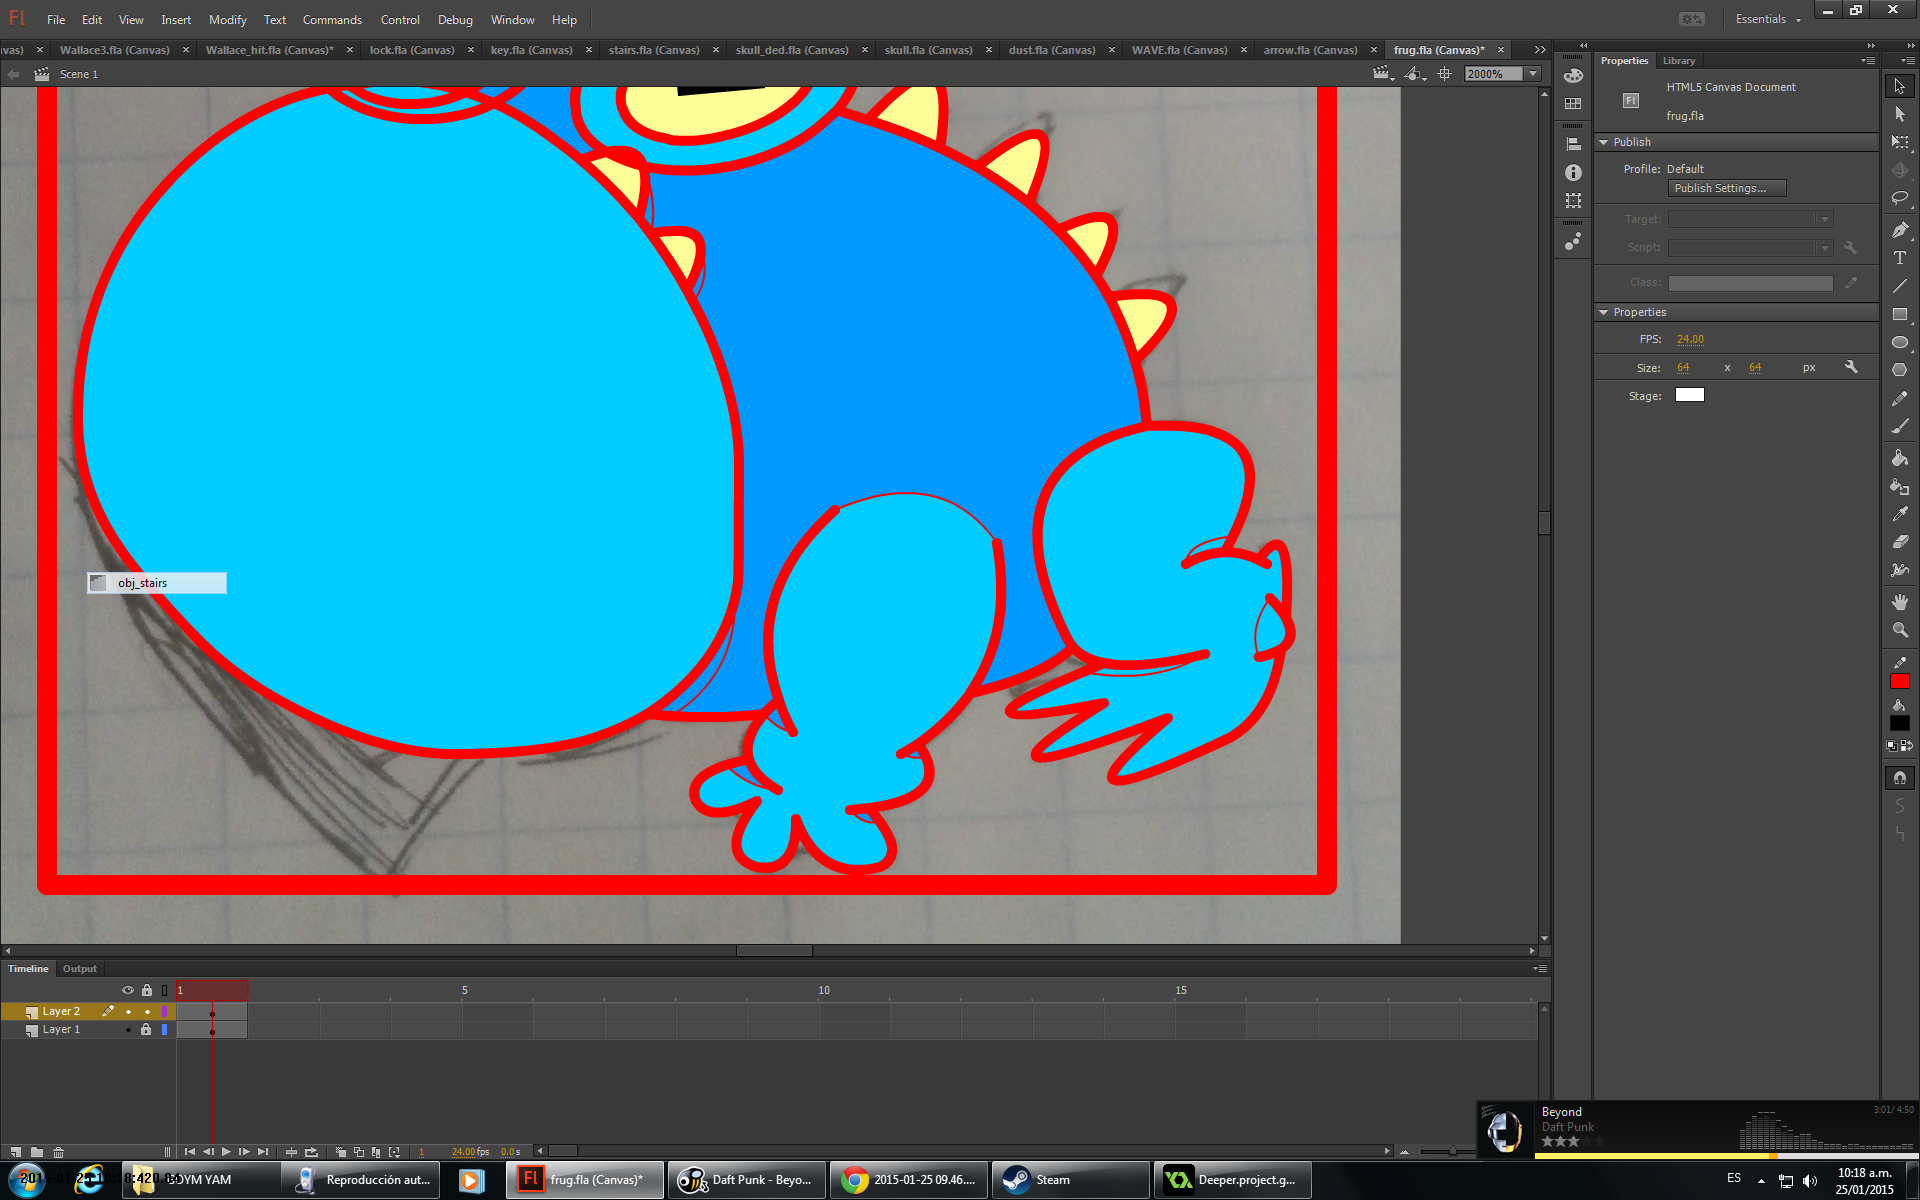 Fl File Edit View Insert Modify Text Commands Control Debug Window Help Essentials
vas) × Wallace3.fla (Canvas) × Wallace_hit.fla (Canvas)* × lock.fla (Canvas) × key.fla (Canvas) × stairs.fla (Canvas) × skull_ded.fla (Canvas) × skull.fla (Canvas) × dust.fla (Canvas) × WAVE.fla (Canvas) × arrow.fla (Canvas) × frug.fla (Canvas)* ×
Scene 1 2000%
Properties Library
HTML5 Canvas Document
Fl
frug.fla
Publish
Profile: Default
Publish Settings...
Target:
Script:
Class:
Properties
FPS: 24.00
Size: 64 x 64 px
Stage:
obj_stairs
Timeline Output
1 5 10 15
Layer 2
Layer 1
1 24.00 fps 0.0 s
Beyond 3:01/ 4:50
Daft Punk
BDYM YAM
Reproducción aut...
Fl frug.fla (Canvas)*
Daft Punk - Beyo...
2015-01-25 09.46....
Steam
Deeper.project.g...
ES
10:18 a.m.
25/01/2015